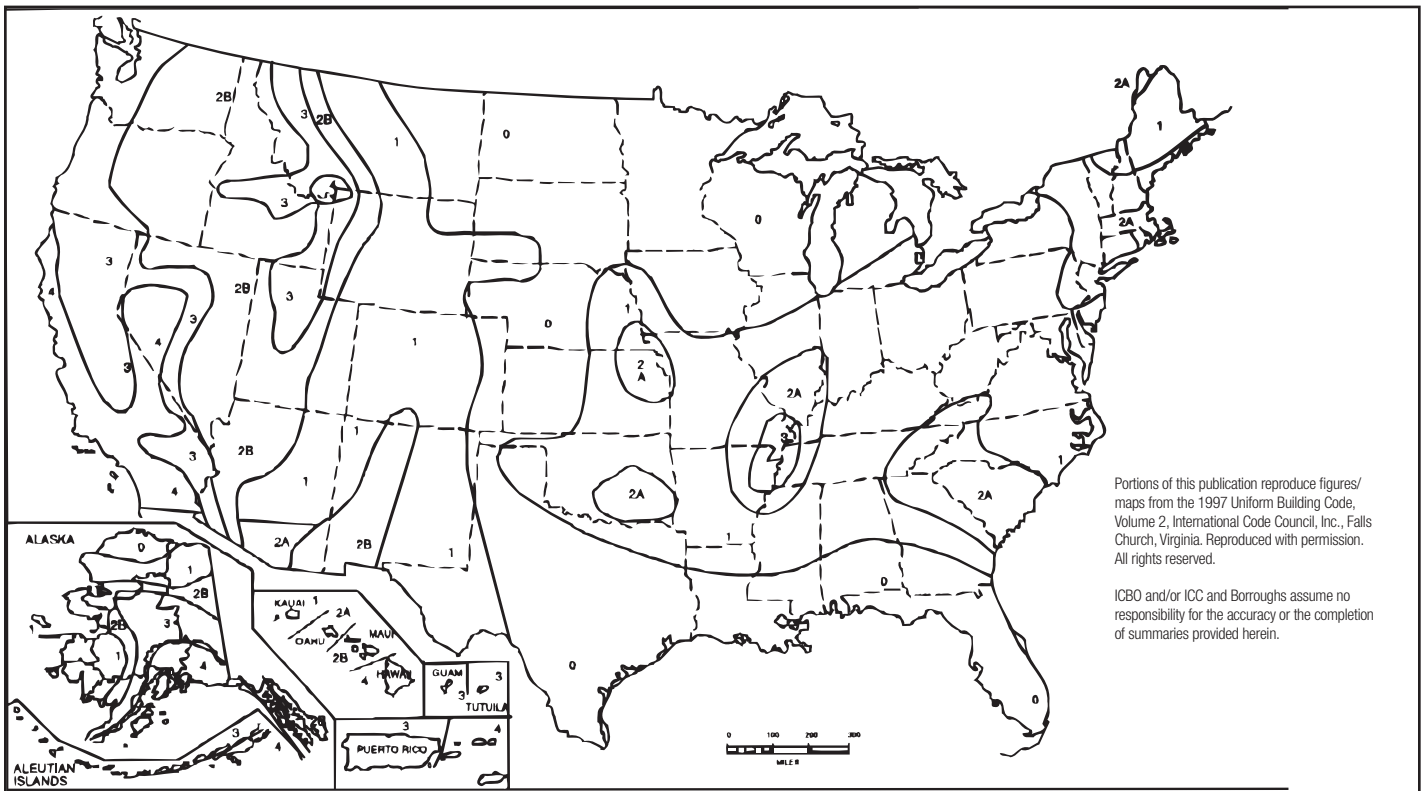 2A
2B
3
2B
1
0
1
3
0
2A
3
4
2B
3
3
1
0
1
4
3
2
A
2A
1
3
2B
3
1
2A
2A
1
4
2A
2B
1
1
0
0
0
Portions of this publication reproduce figures/
maps from the 1997 Uniform Building Code,
Volume 2, International Code Council, Inc., Falls
Church, Virginia. Reproduced with permission.
All rights reserved.
ICBO and/or ICC and Borroughs assume no
responsibility for the accuracy or the completion
of summaries provided herein.
ALASKA
0
1
2B
2B
3
1
1
4
3
4
2B
ALEUTIAN
ISLANDS
KAUAI
1
2A
OAHU
MAUI
2B
4
HAWAII
GUAM
3
3
TUTUILA
3
PUERTO RICO
4
0 100 200 300
MILES